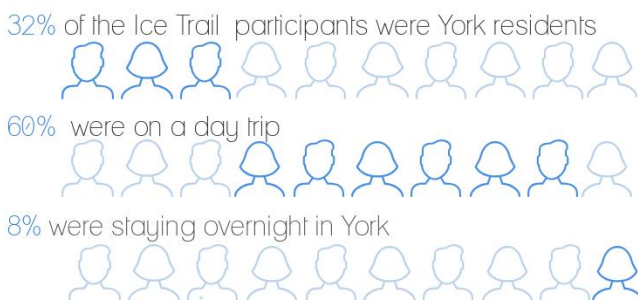 32% of the Ice Trail participants were York residents
60% were on a day trip
8% were staying overnight in York